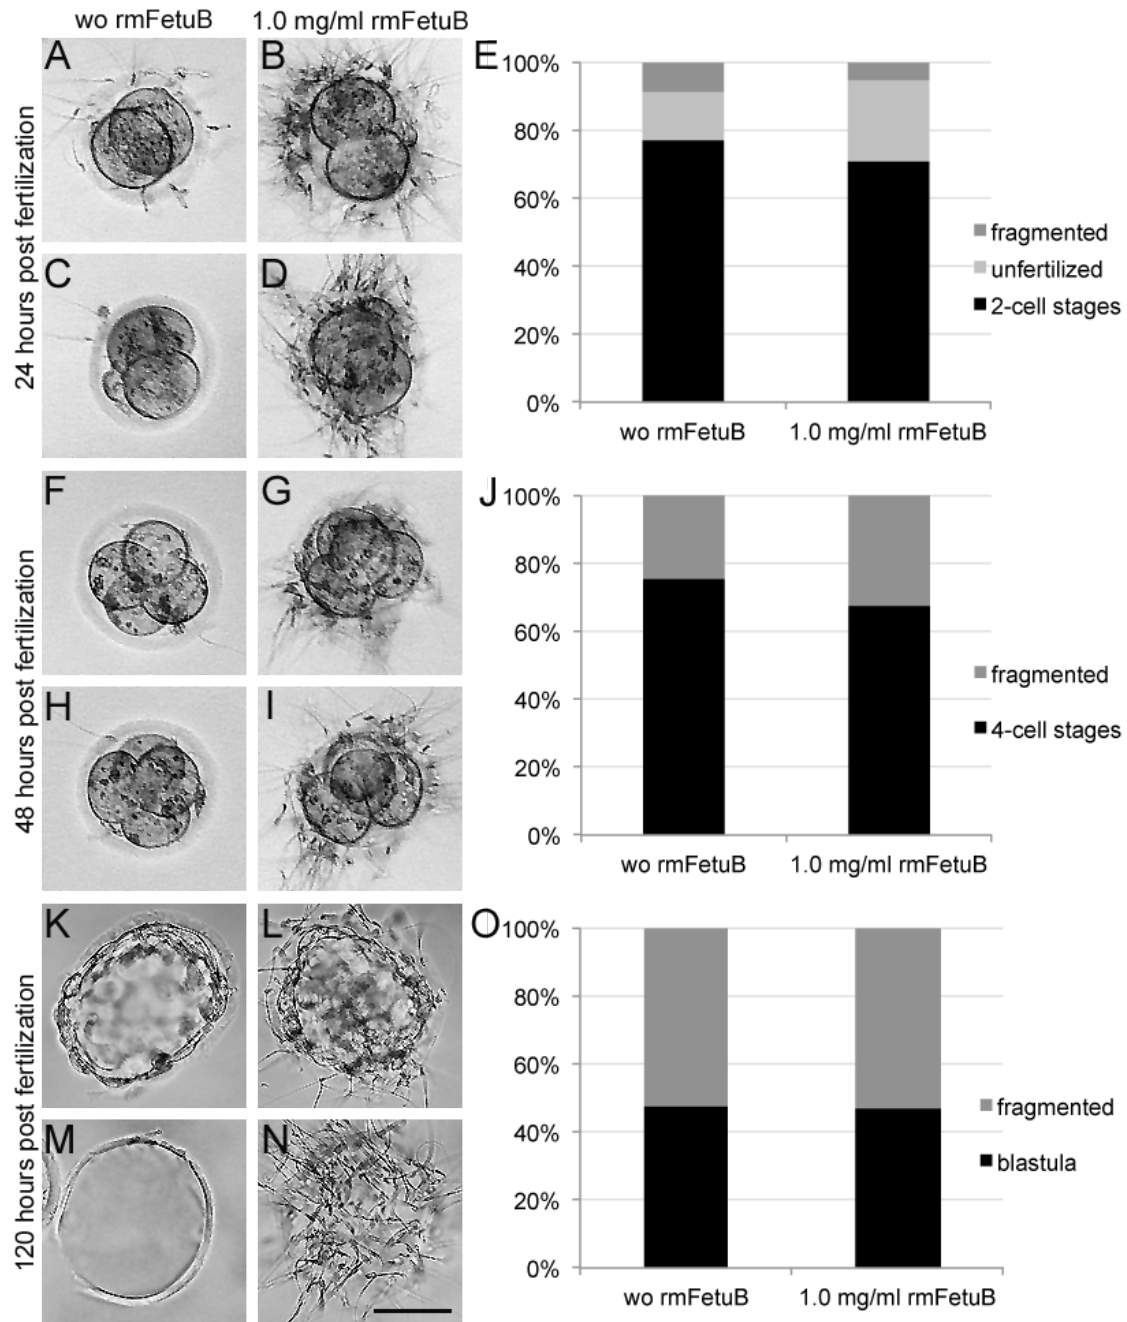 wo rmFetuB 1.0 mg/ml rmFetuB
24 hours post fertilization
A B
C D
E
100%
80%
60%
40%
20%
0%
wo rmFetuB 1.0 mg/ml rmFetuB
fragmented
unfertilized
2-cell stages
48 hours post fertilization
F G
H I
J
100%
80%
60%
40%
20%
0%
wo rmFetuB 1.0 mg/ml rmFetuB
fragmented
4-cell stages
120 hours post fertilization
K L
M N
O
100%
80%
60%
40%
20%
0%
wo rmFetuB 1.0 mg/ml rmFetuB
fragmented
blastula